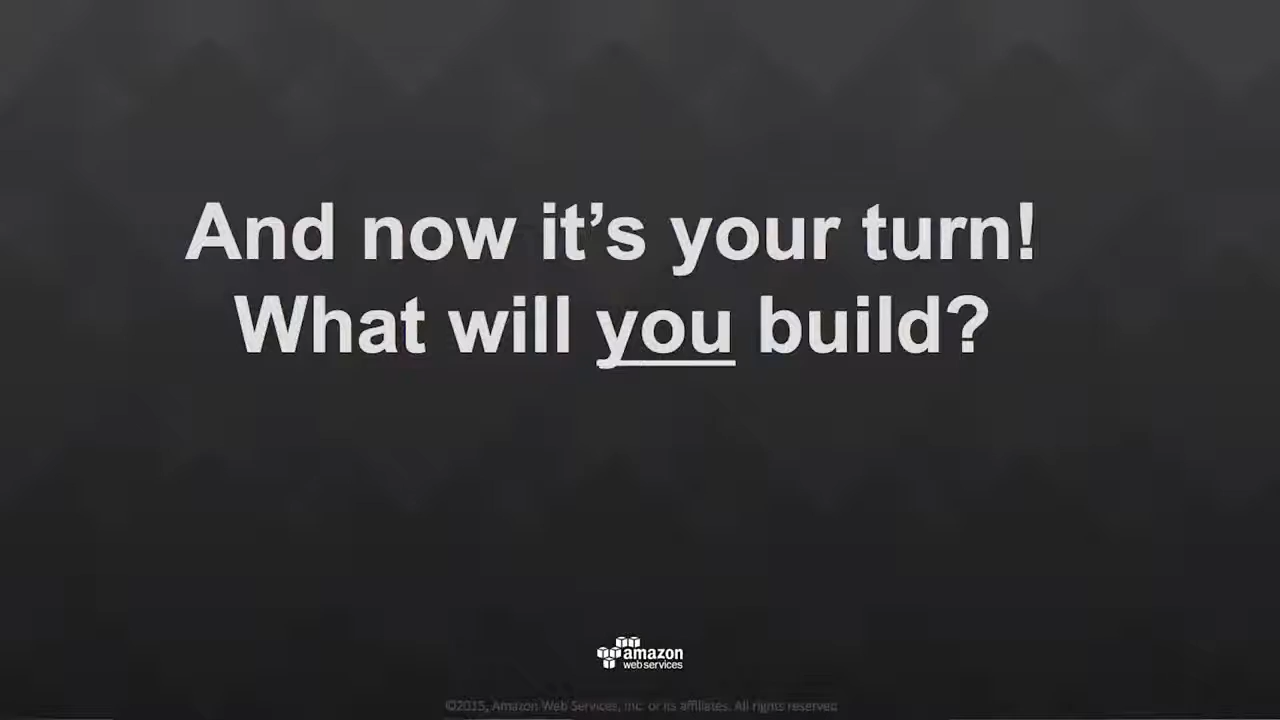 And now it’s your turn!
What will you build?
amazon
web services
©2015, Amazon Web Services, Inc. or its affiliates. All rights reserved